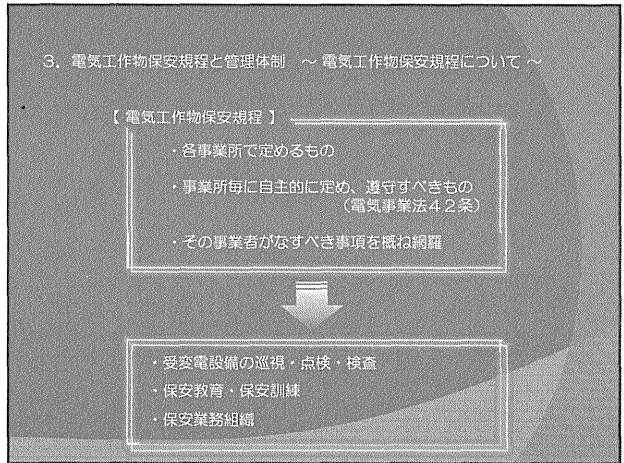 3．電気工作物保安規程と管理体制　～ 電気工作物保安規程について ～
【 電気工作物保安規程 】
・各事業所で定めるもの
・事業所毎に自主的に定め、遵守すべきもの
（電気事業法４２条）
・その事業者がなすべき事項を概ね網羅
・受変電設備の巡視・点検・検査
・保安教育・保安訓練
・保安業務組織